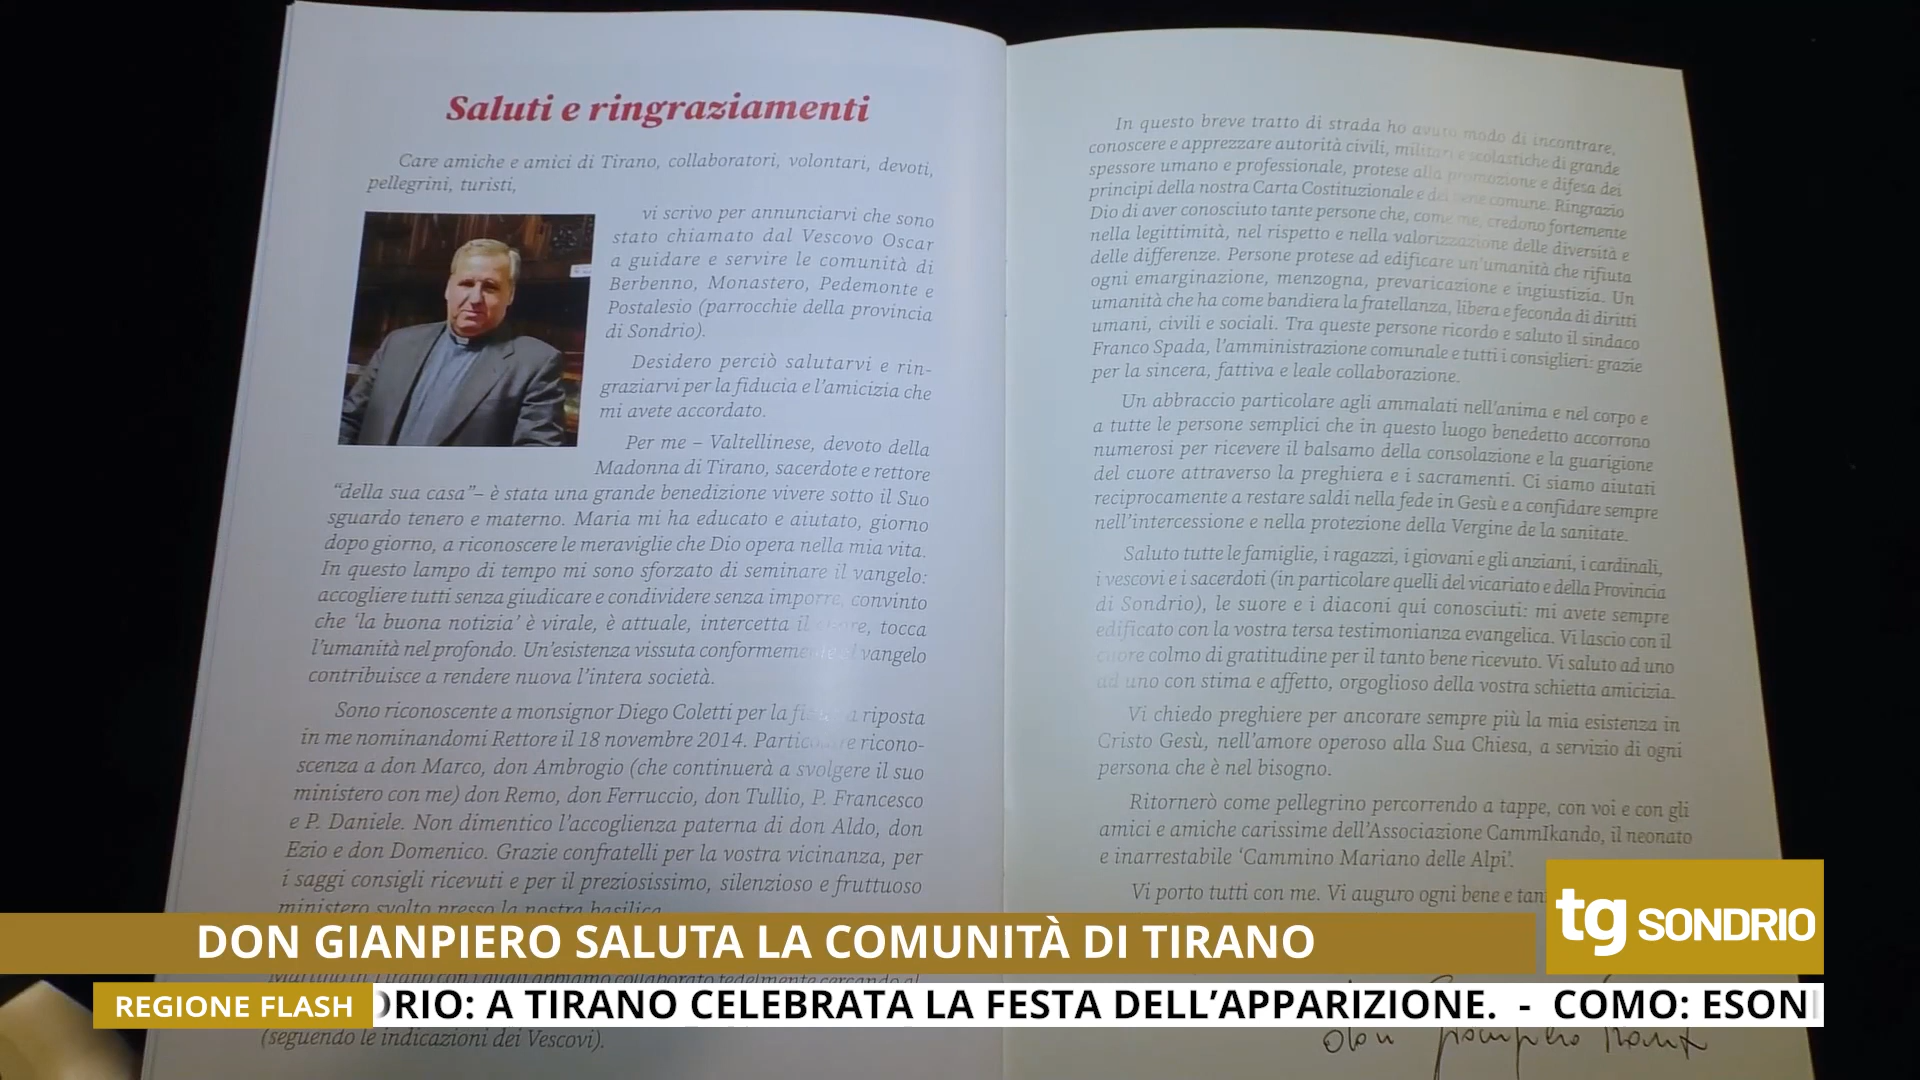 Saluti e ringraziamenti
Care amiche e amici di Tirano, collaboratori, volontari, devoti,
pellegrini, turisti,
vi scrivo per annunciarvi che sono
stato chiamato dal Vescovo Oscar
a guidare e servire le comunità di
Berbenno, Monastero, Pedemonte e
Postalesio (parrocchie della provincia
di Sondrio).
Desidero perciò salutarvi e rin-
graziarvi per la fiducia e l'amicizia che
mi avete accordato.
Per me – Valtellinese, devoto della
Madonna di Tirano, sacerdote e rettore
“della sua casa”– è stata una grande benedizione vivere sotto il Suo
sguardo tenero e materno. Maria mi ha educato e aiutato, giorno
dopo giorno, a riconoscere le meraviglie che Dio opera nella mia vita.
In questo lampo di tempo mi sono sforzato di seminare il vangelo:
accogliere tutti senza giudicare e condividere senza imporre, convinto
che ‘la buona notizia’ è virale, è attuale, intercetta il cuore, tocca
l'umanità nel profondo. Un'esistenza vissuta conformemente al vangelo
contribuisce a rendere nuova l'intera società.
Sono riconoscente a monsignor Diego Coletti per la fiducia riposta
in me nominandomi Rettore il 18 novembre 2014. Particolare ricono-
scenza a don Marco, don Ambrogio (che continuerà a svolgere il suo
ministero con me) don Remo, don Ferruccio, don Tullio, P. Francesco
e P. Daniele. Non dimentico l'accoglienza paterna di don Aldo, don
Ezio e don Domenico. Grazie confratelli per la vostra vicinanza, per
i saggi consigli ricevuti e per il preziosissimo, silenzioso e fruttuoso
ministero svolto presso la nostra basilica.
Martino in Tirano con i quali abbiamo collaborato fedelmente cercando al
(seguendo le indicazioni dei Vescovi).
In questo breve tratto di strada ho avuto modo di incontrare,
conoscere e apprezzare autorità civili, militari e scolastiche di grande
spessore umano e professionale, protese alla promozione e difesa dei
principi della nostra Carta Costituzionale e del bene comune. Ringrazio
Dio di aver conosciuto tante persone che, come me, credono fortemente
nella legittimità, nel rispetto e nella valorizzazione delle diversità e
delle differenze. Persone protese ad edificare un'umanità che rifiuta
ogni emarginazione, menzogna, prevaricazione e ingiustizia. Un
umanità che ha come bandiera la fratellanza, libera e feconda di diritti
umani, civili e sociali. Tra queste persone ricordo e saluto il sindaco
Franco Spada, l'amministrazione comunale e tutti i consiglieri: grazie
per la sincera, fattiva e leale collaborazione.
Un abbraccio particolare agli ammalati nell'anima e nel corpo e
a tutte le persone semplici che in questo luogo benedetto accorrono
numerosi per ricevere il balsamo della consolazione e la guarigione
del cuore attraverso la preghiera e i sacramenti. Ci siamo aiutati
reciprocamente a restare saldi nella fede in Gesù e a confidare sempre
nell'intercessione e nella protezione della Vergine de la sanitate.
Saluto tutte le famiglie, i ragazzi, i giovani e gli anziani, i cardinali,
i vescovi e i sacerdoti (in particolare quelli del vicariato e della Provincia
di Sondrio), le suore e i diaconi qui conosciuti: mi avete sempre
edificato con la vostra tersa testimonianza evangelica. Vi lascio con il
cuore colmo di gratitudine per il tanto bene ricevuto. Vi saluto ad uno
ad uno con stima e affetto, orgoglioso della vostra schietta amicizia.
Vi chiedo preghiere per ancorare sempre più la mia esistenza in
Cristo Gesù, nell'amore operoso alla Sua Chiesa, a servizio di ogni
persona che è nel bisogno.
Ritornerò come pellegrino percorrendo a tappe, con voi e con gli
amici e amiche carissime dell'Associazione CammIkando, il neonato
e inarrestabile ‘Cammino Mariano delle Alpi’.
Vi porto tutti con me. Vi auguro ogni bene e tan
don
DON GIANPIERO SALUTA LA COMUNITÀ DI TIRANO
tg SONDRIO
REGIONE FLASH
ORIO: A TIRANO CELEBRATA LA FESTA DELL’APPARIZIONE. - COMO: ESON